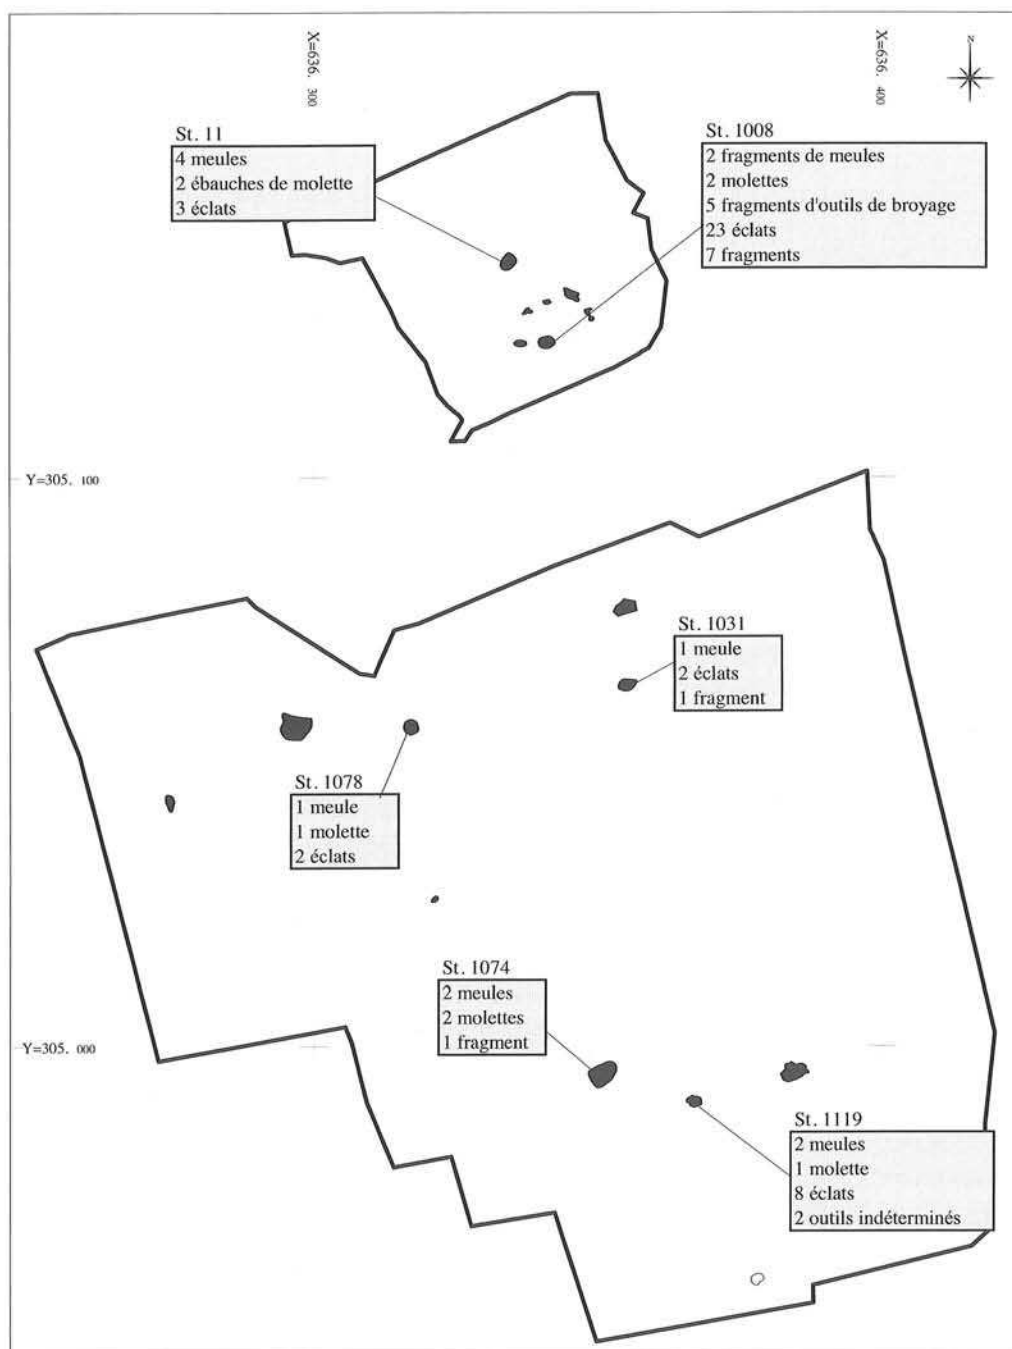 X=636. 300
X=636. 400
N
St. 11
4 meules
2 ébauches de molette
3 éclats
St. 1008
2 fragments de meules
2 molettes
5 fragments d'outils de broyage
23 éclats
7 fragments
Y=305. 100
St. 1031
1 meule
2 éclats
1 fragment
St. 1078
1 meule
1 molette
2 éclats
St. 1074
2 meules
2 molettes
1 fragment
Y=305. 000
St. 1119
2 meules
1 molette
8 éclats
2 outils indéterminés